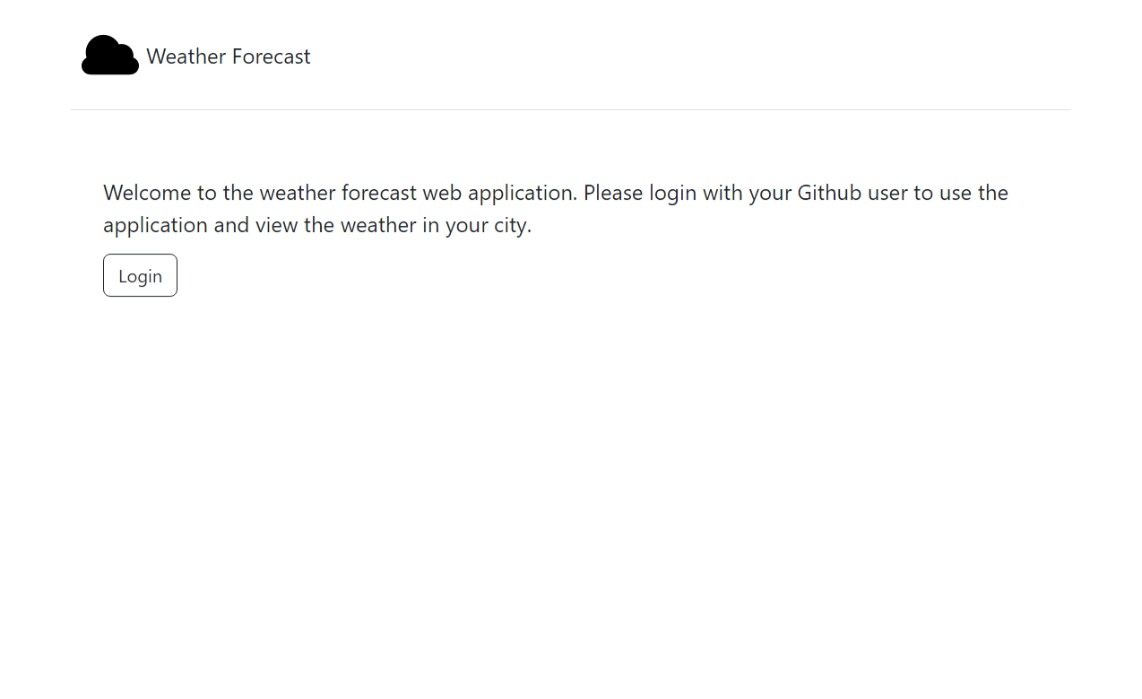 Weather Forecast
Welcome to the weather forecast web application. Please login with your Github user to use the
application and view the weather in your city.
Login